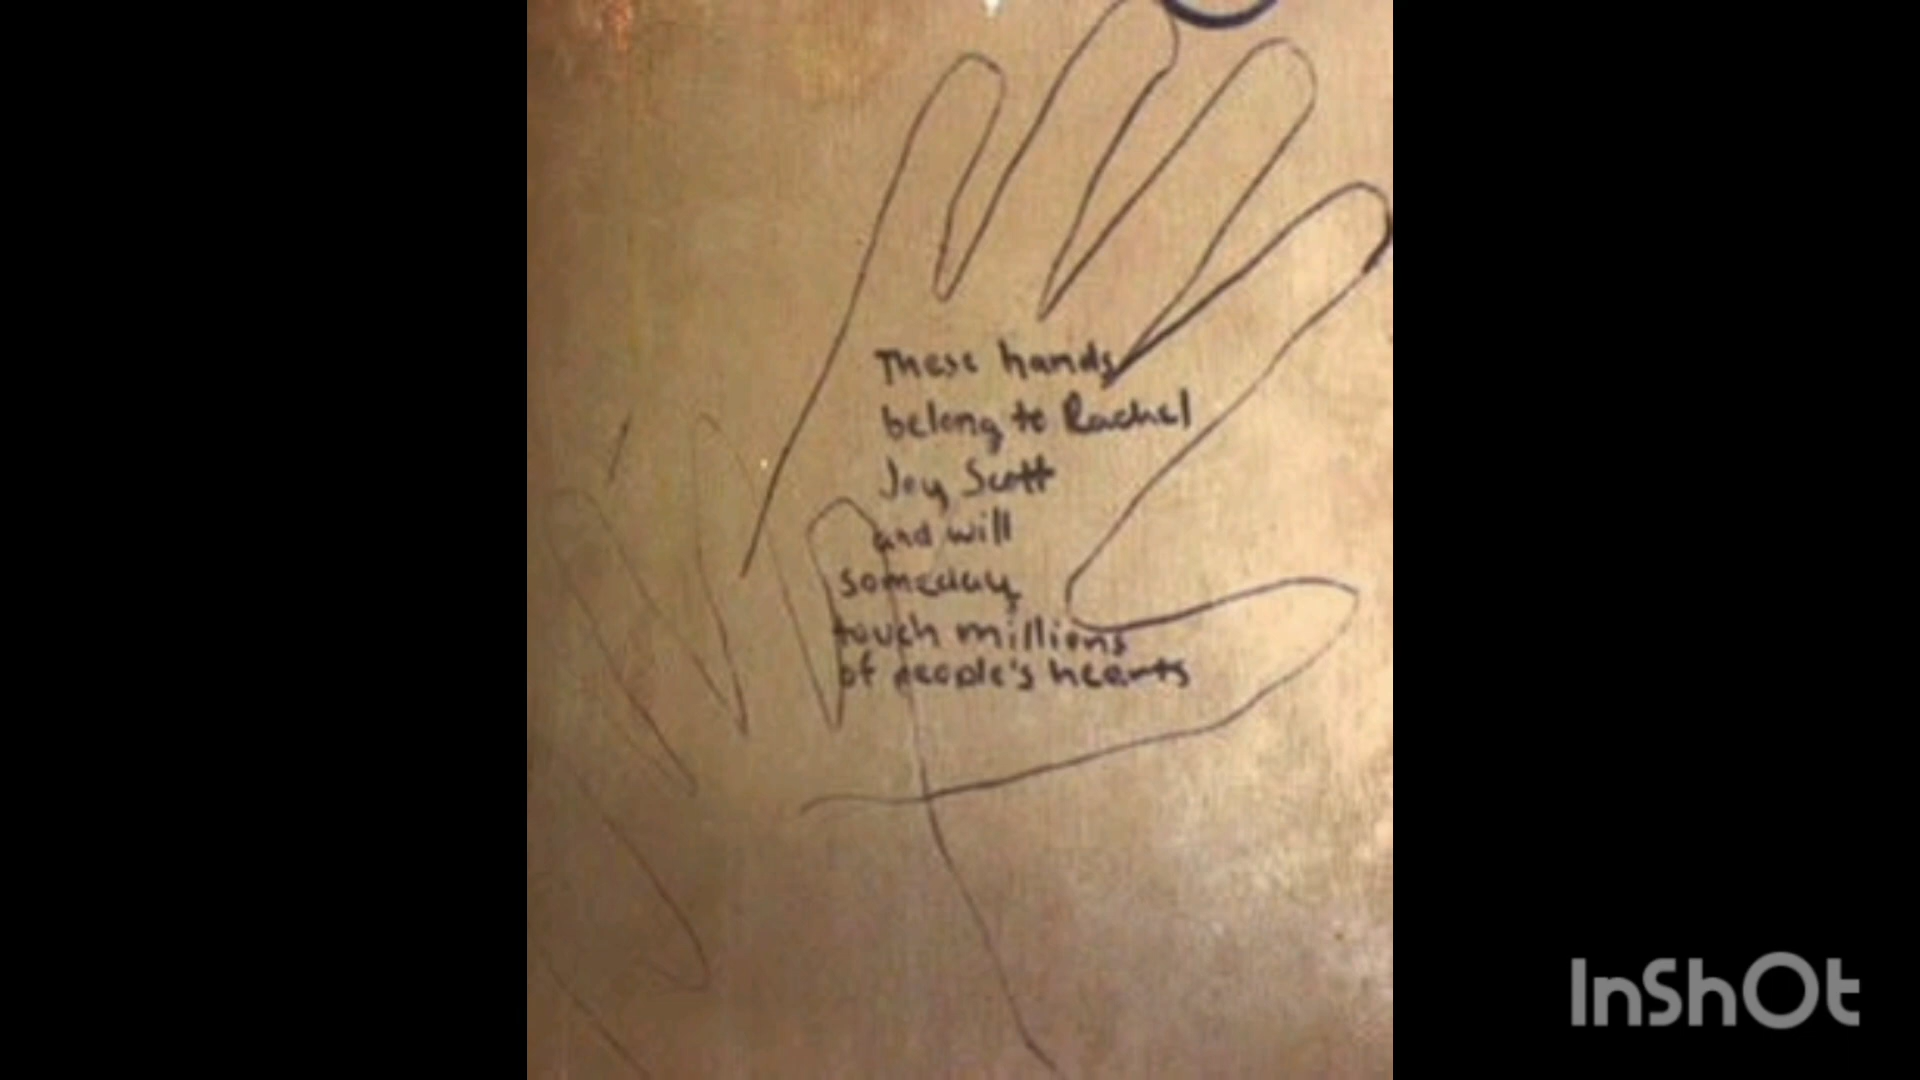 These hands
belong to Rachel
Joy Scott
and will
someday
touch millions
of people's hearts
InShOt